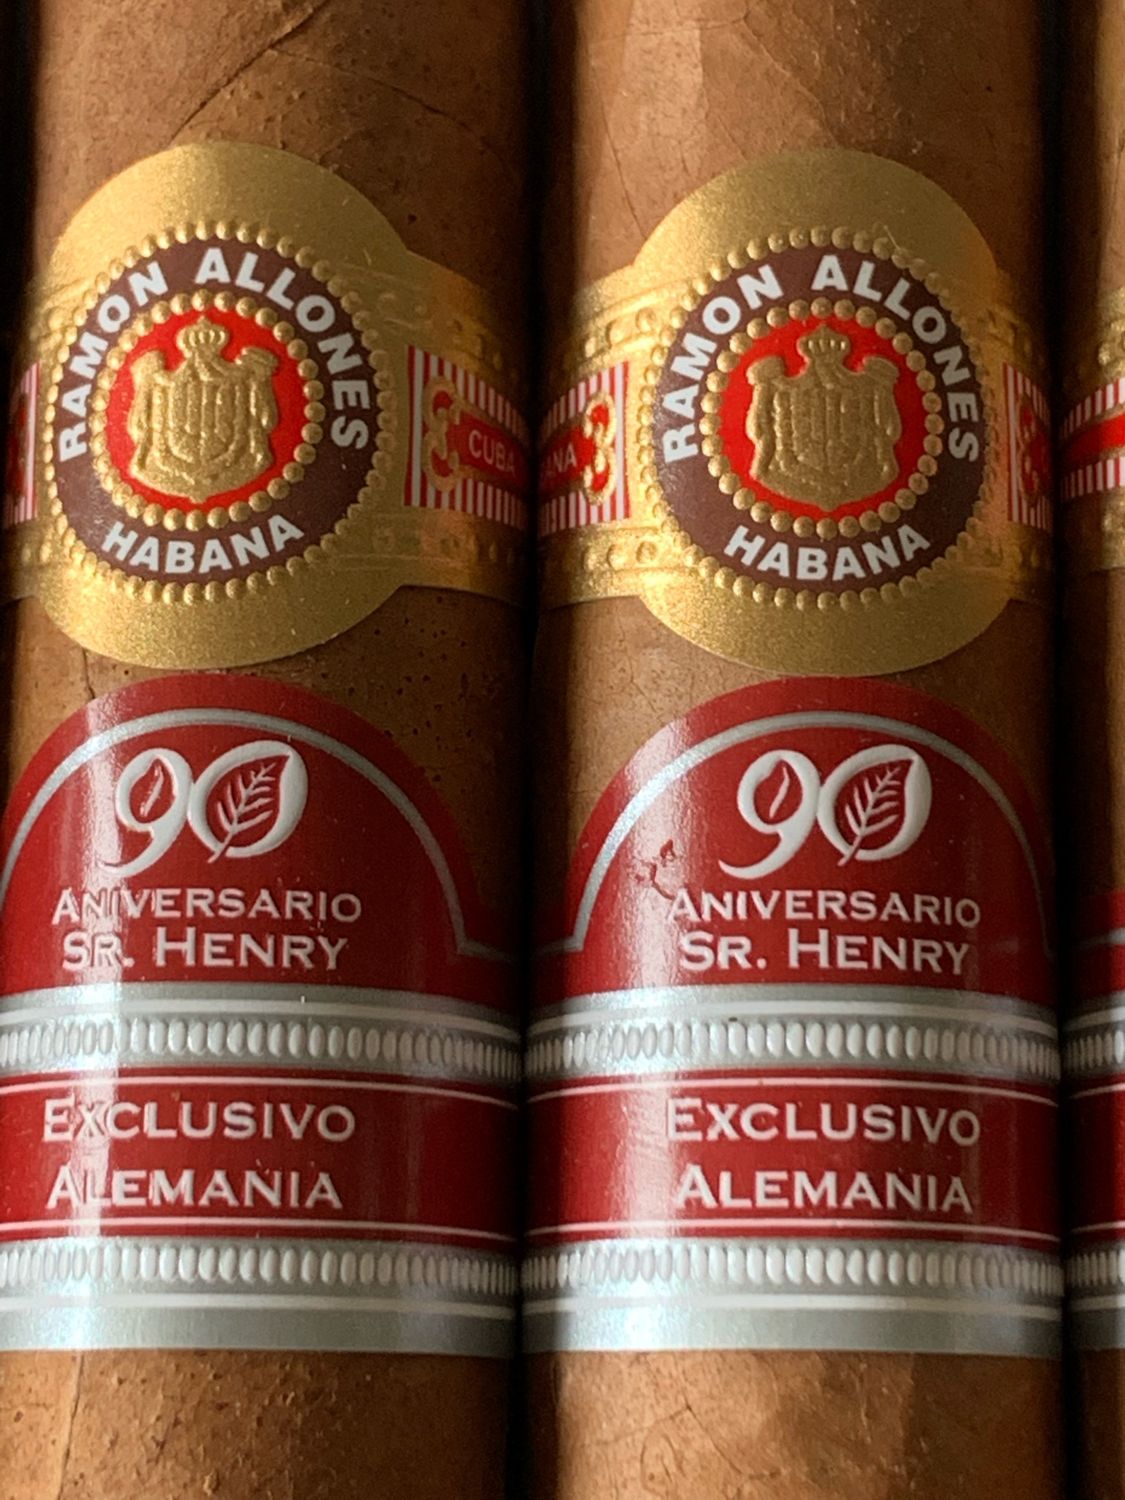 RAMON ALLONES
HABANA
CUBA
90
ANIVERSARIO
SR. HENRY
EXCLUSIVO
ALEMANIA
RAMON ALLONES
HABANA
90
ANIVERSARIO
SR. HENRY
EXCLUSIVO
ALEMANIA